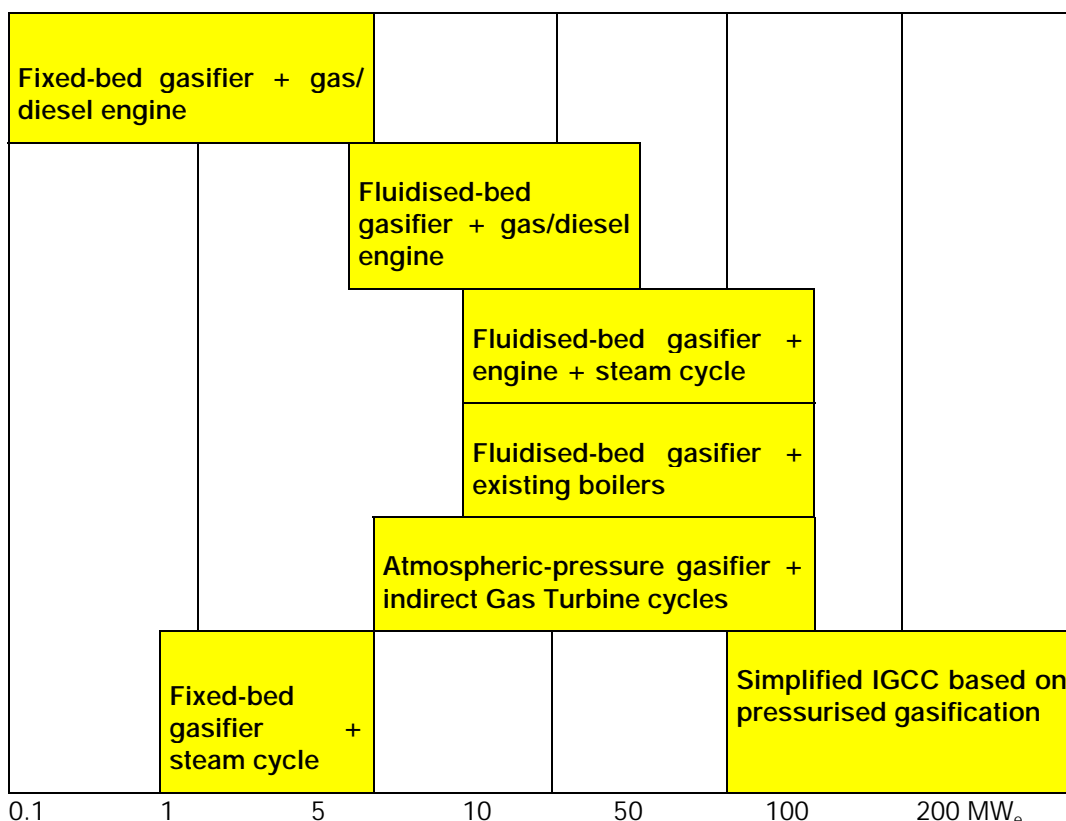 Fixed-bed gasifier + gas/
diesel engine
Fluidised-bed
gasifier + gas/diesel
engine
Fluidised-bed gasifier +
engine + steam cycle
Fluidised-bed gasifier +
existing boilers
Atmospheric-pressure gasifier +
indirect Gas Turbine cycles
Fixed-bed
gasifier +
steam cycle
Simplified IGCC based on
pressurised gasification
0.1 1 5 10 50 100 200 MWe